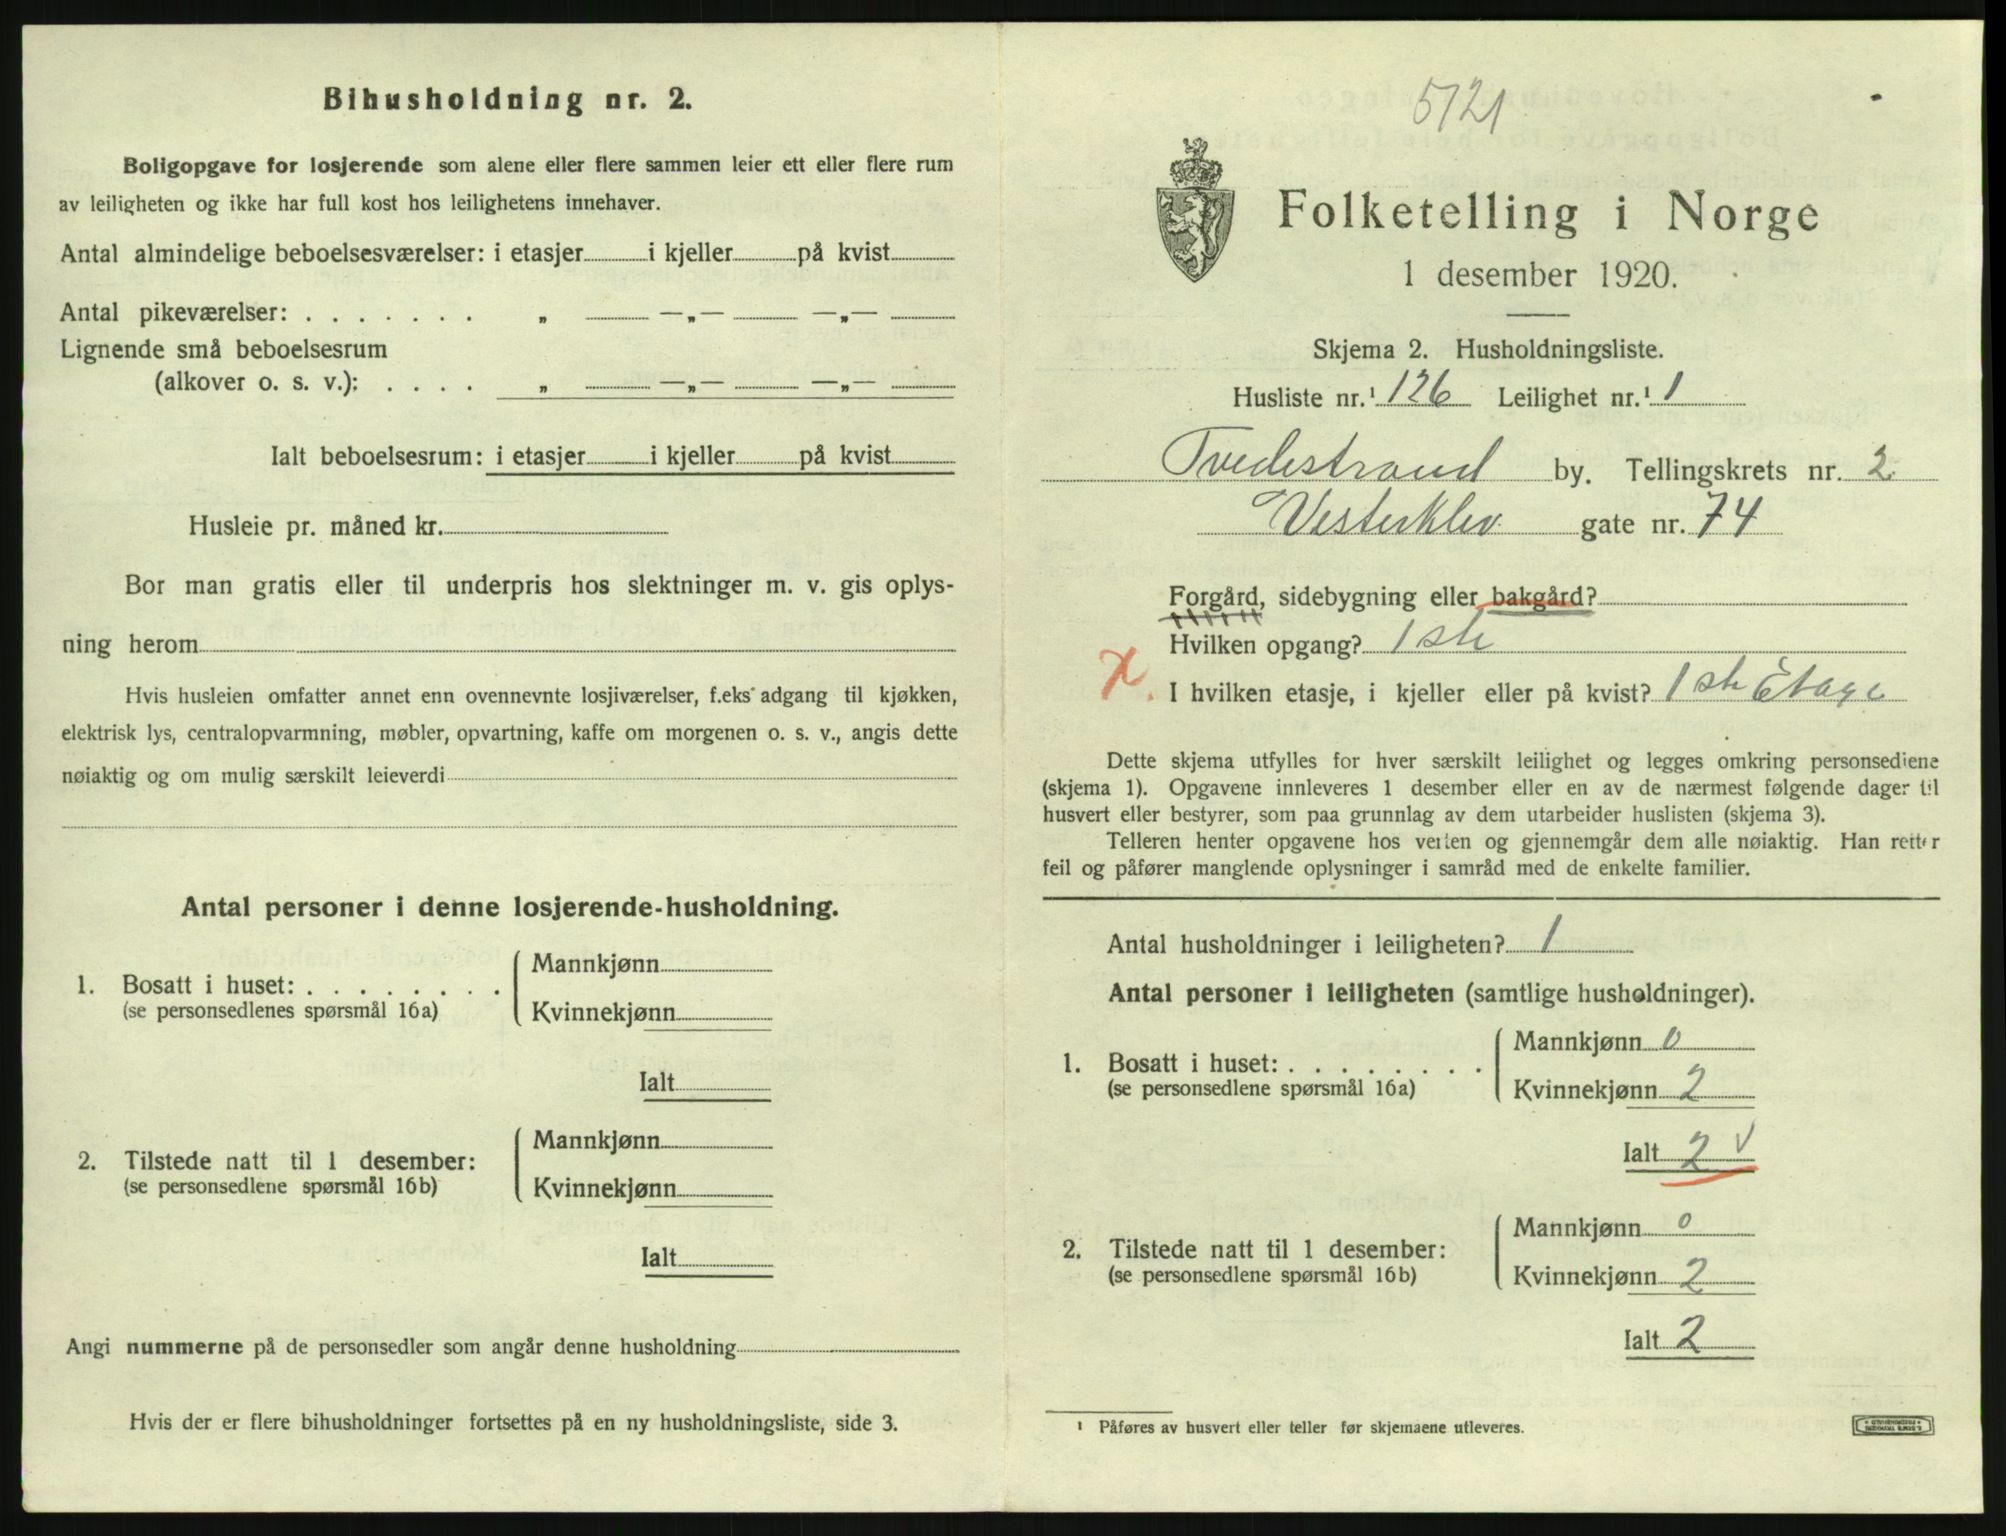 Bihusholdning nr. 2.
Boligopgave for losjerende som alene eller flere sammen leier ett eller flere rum
av leiligheten og ikke har full kost hos leilighetens innehaver.
Antal almindelige beboelsesværelser: i etasjer i kjeller på kvist
Antal pikeværelser: . . . . . . . „ —„— —„—
Lignende små beboelsesrum
(alkover o. s. v.): . . . . „ —„— —„—
Ialt beboelsesrum: i etasjer i kjeller på kvist
Husleie pr. måned kr.
Bor man gratis eller til underpris hos slektninger m. v. gis oplys-
ning herom
Hvis husleien omfatter annet enn ovennevnte losjiværelser, f.eks adgang til kjøkken,
elektrisk lys, centralopvarmning, møbler, opvartning, kaffe om morgenen o. s. v., angis dette
nøiaktig og om mulig særskilt leieverdi
Antal personer i denne losjerende-husholdning.
1. Bosatt i huset: . . . . . . . .
(se personsedlenes spørsmål 16a)
Mannkjønn
Kvinnekjønn
Ialt
2. Tilstede natt til 1 desember:
(se personsedlene spørsmål 16b)
Mannkjønn
Kvinnekjønn
Ialt
Angi nummerne på de personsedler som angår denne husholdning
Hvis der er flere bihusholdninger fortsettes på en ny husholdningsliste, side 3.
5721
Folketelling i Norge
1 desember 1920.
Skjema 2. Husholdningsliste.
Husliste nr.¹ 126 Leilighet nr.¹ 1
Tvedestrand by. Tellingskrets nr. 2
Vesterklev gate nr. 74
Forgård, sidebygning eller bakgård?
Hvilken opgang? 1ste
x. I hvilken etasje, i kjeller eller på kvist? 1ste Etage
Dette skjema utfylles for hver særskilt leilighet og legges omkring personsediene
(skjema 1). Opgavene innleveres 1 desember eller en av de nærmest følgende dager til
husvert eller bestyrer, som paa grunnlag av dem utarbeider huslisten (skjema 3).
Telleren henter opgavene hos verten og gjennemgår dem alle nøiaktig. Han retter
feil og påfører manglende oplysninger i samråd med de enkelte familier.
Antal husholdninger i leiligheten? 1
Antal personer i leiligheten (samtlige husholdninger).
1. Bosatt i huset: . . . . . . . .
(se personsedlene spørsmål 16a)
Mannkjønn 0
Kvinnekjønn 2
Ialt 2 v
2. Tilstede natt til 1 desember:
(se personsedlene spørsmål 16b)
Mannkjønn 0
Kvinnekjønn 2
Ialt 2
¹ Påføres av husvert eller teller før skjemaene utleveres.